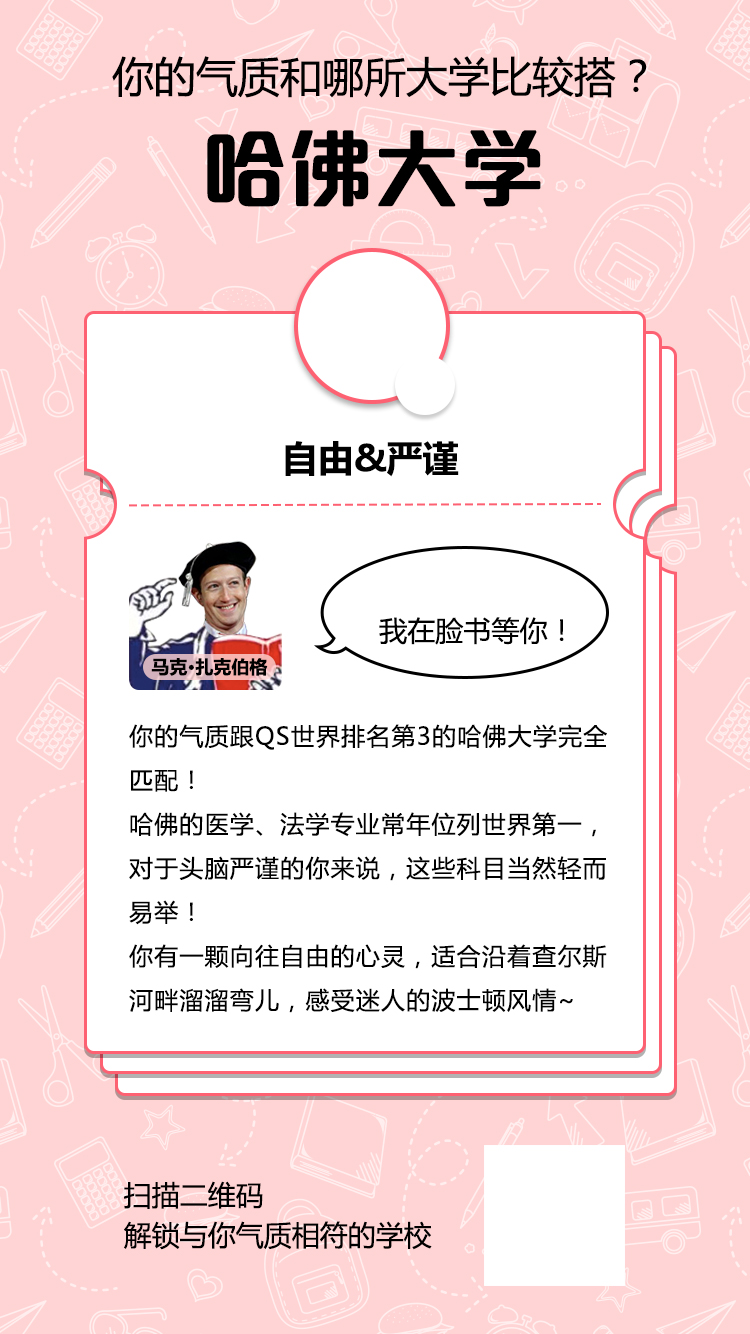 你的气质和哪所大学比较搭？
哈佛大学
自由&严谨
我在脸书等你！
马克·扎克伯格
你的气质跟QS世界排名第3的哈佛大学完全
匹配！
哈佛的医学、法学专业常年位列世界第一，
对于头脑严谨的你来说，这些科目当然轻而
易举！
你有一颗向往自由的心灵，适合沿着查尔斯
河畔溜溜弯儿，感受迷人的波士顿风情~
扫描二维码
解锁与你气质相符的学校